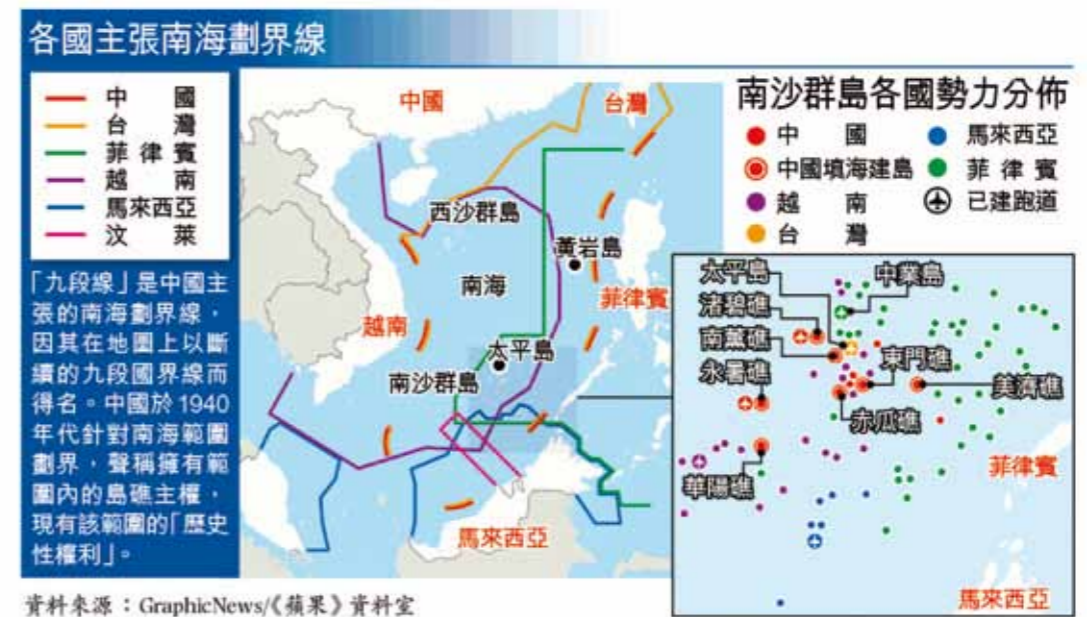 各國主張南海劃界線
中國
台灣
菲律賓
越南
馬來西亞
汶萊
「九段線」是中國主
張的南海劃界線，
因其在地圖上以斷
續的九段國界線而
得名。中國於1940
年代針對南海範圍
劃界，聲稱擁有範
圍內的島礁主權，
現有該範圍的「歷史
性權利」。
中國
台灣
西沙群島
黃岩島
南海
越南
菲律賓
太平島
南沙群島
馬來西亞
南沙群島各國勢力分佈
中國
馬來西亞
中國填海建島
菲律賓
越南
已建跑道
台灣
太平島
中業島
渚碧礁
南薰礁
東門礁
永暑礁
美濟礁
赤瓜礁
華陽礁
菲律賓
馬來西亞
資料來源：GraphicNews/《蘋果》資料室